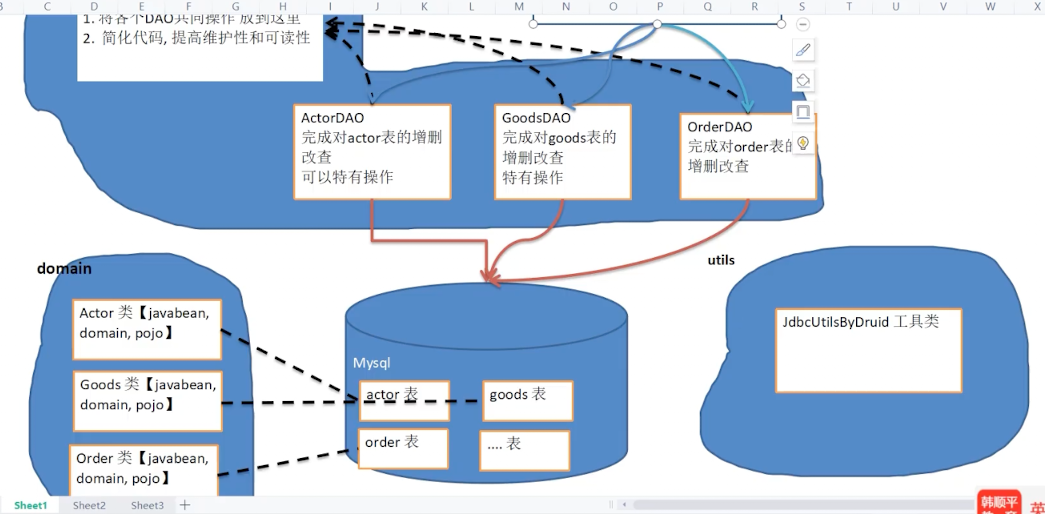 C D E F G H I J K L M N O P Q R S T U V W X
1. 将各个DAO共同操作 放到这里
2. 简化代码, 提高维护性和可读性
ActorDAO
完成对actor表的增删
改查
可以特有操作
GoodsDAO
完成对goods表的
增删改查
特有操作
OrderDAO
完成对order表的
增删改查
domain
Actor 类【javabean,
domain, pojo】
Goods 类【javabean,
domain, pojo】
Order 类【javabean,
domain, pojo】
Mysql
actor 表
goods 表
order 表
.... 表
utils
JdbcUtilsByDruid 工具类
Sheet1 Sheet2 Sheet3 +
韩顺平
英